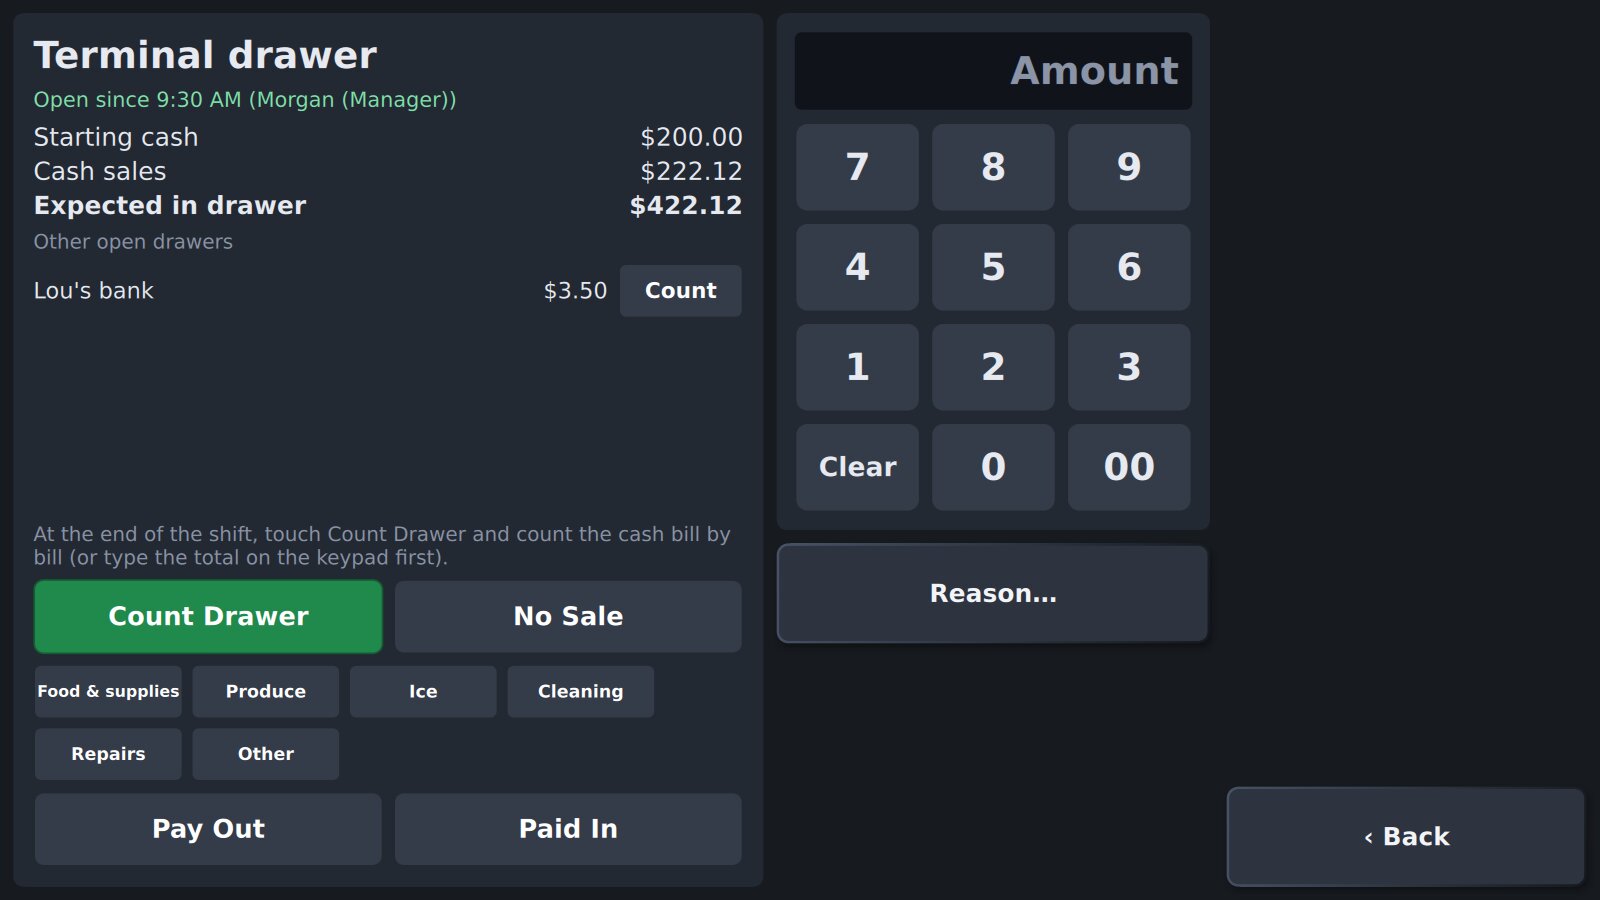 Terminal drawer
Open since 9:30 AM (Morgan (Manager))
Starting cash $200.00
Cash sales $222.12
Expected in drawer $422.12
Other open drawers
Lou's bank $3.50 Count
At the end of the shift, touch Count Drawer and count the cash bill by
bill (or type the total on the keypad first).
Count Drawer No Sale
Food & supplies Produce Ice Cleaning
Repairs Other
Pay Out Paid In
Amount
7 8 9
4 5 6
1 2 3
Clear 0 00
Reason…
‹ Back